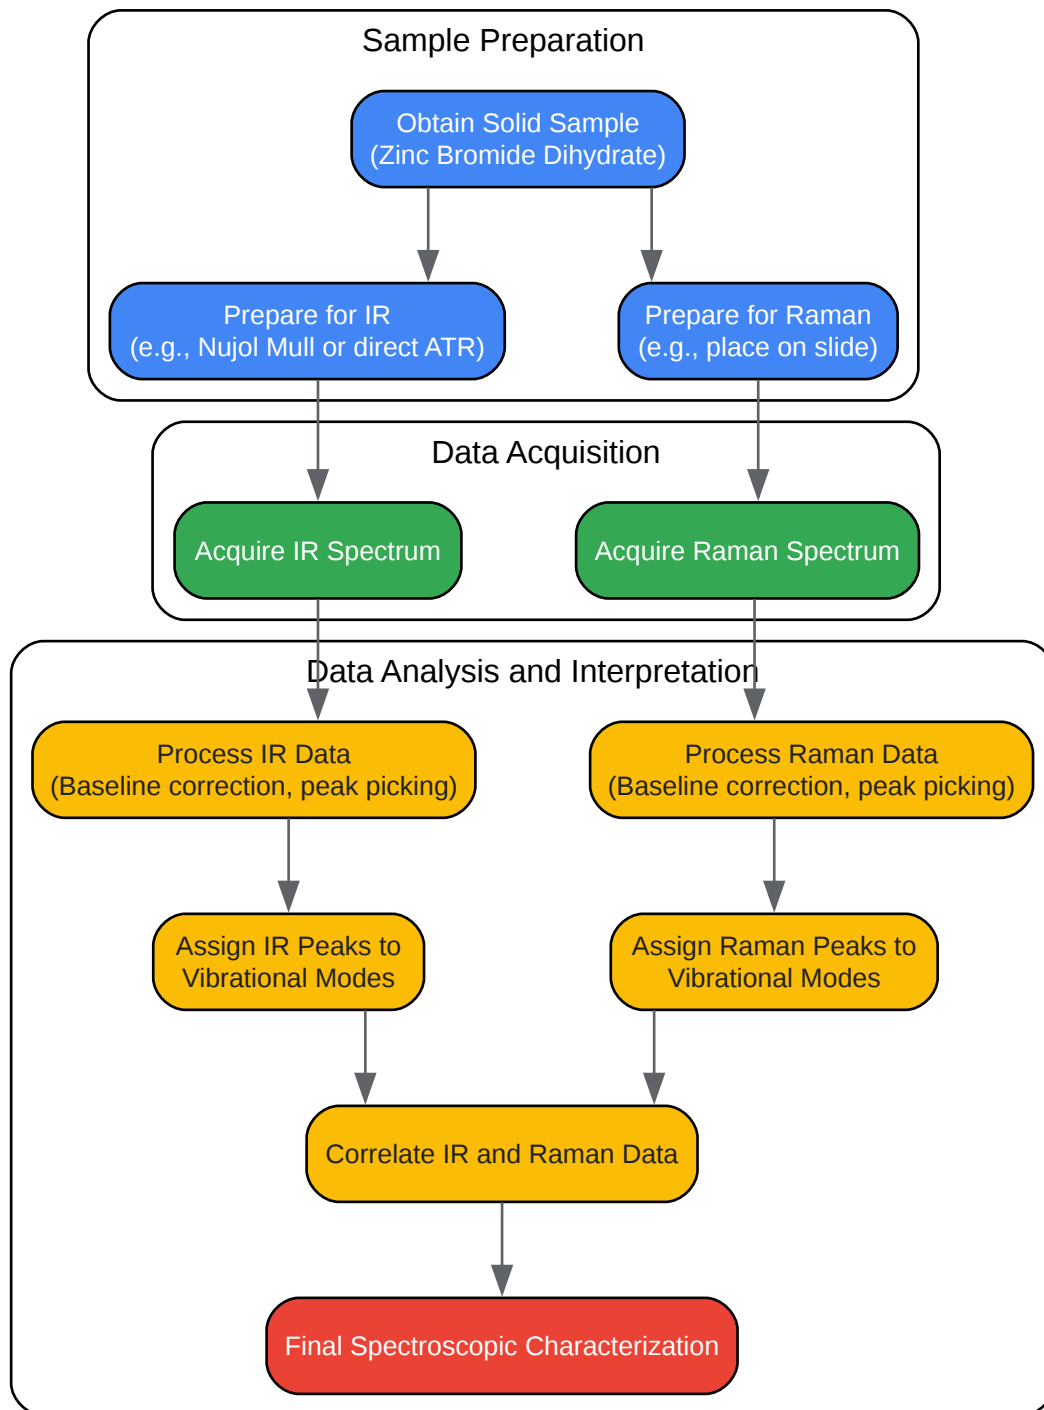 Sample Preparation
Obtain Solid Sample
(Zinc Bromide Dihydrate)
Prepare for IR
(e.g., Nujol Mull or direct ATR)
Prepare for Raman
(e.g., place on slide)
Data Acquisition
Acquire IR Spectrum
Acquire Raman Spectrum
Data Analysis and Interpretation
Process IR Data
(Baseline correction, peak picking)
Process Raman Data
(Baseline correction, peak picking)
Assign IR Peaks to
Vibrational Modes
Assign Raman Peaks to
Vibrational Modes
Correlate IR and Raman Data
Final Spectroscopic Characterization